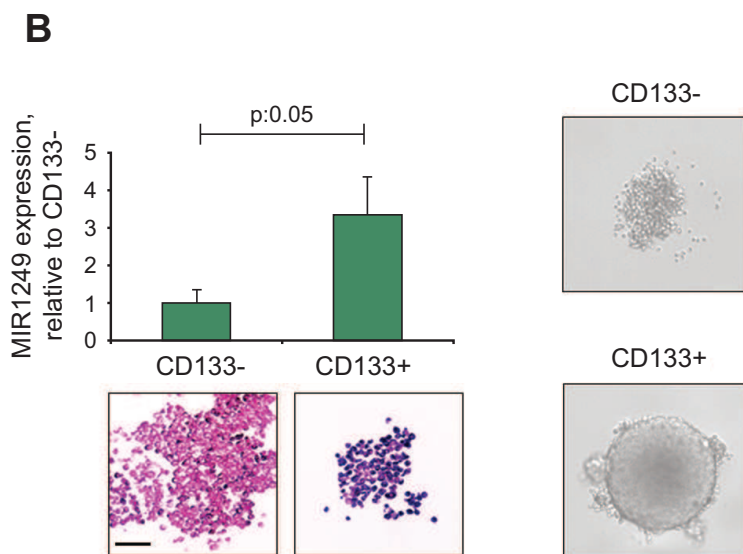 B
MIR1249 expression,
relative to CD133-
p:0.05
5
4
3
2
1
0
CD133-
CD133+
CD133-
CD133+